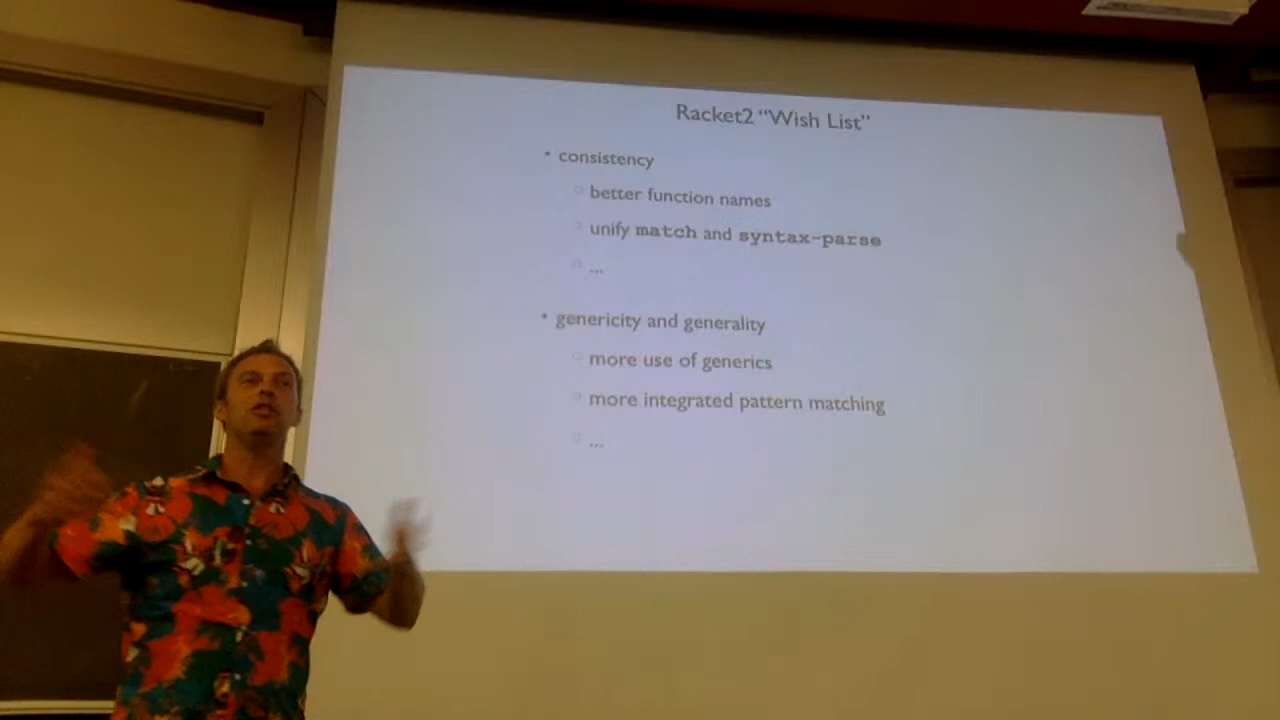 Racket2 “Wish List”
• consistency
○ better function names
○ unify match and syntax-parse
○ ...
• genericity and generality
○ more use of generics
○ more integrated pattern matching
○ ...